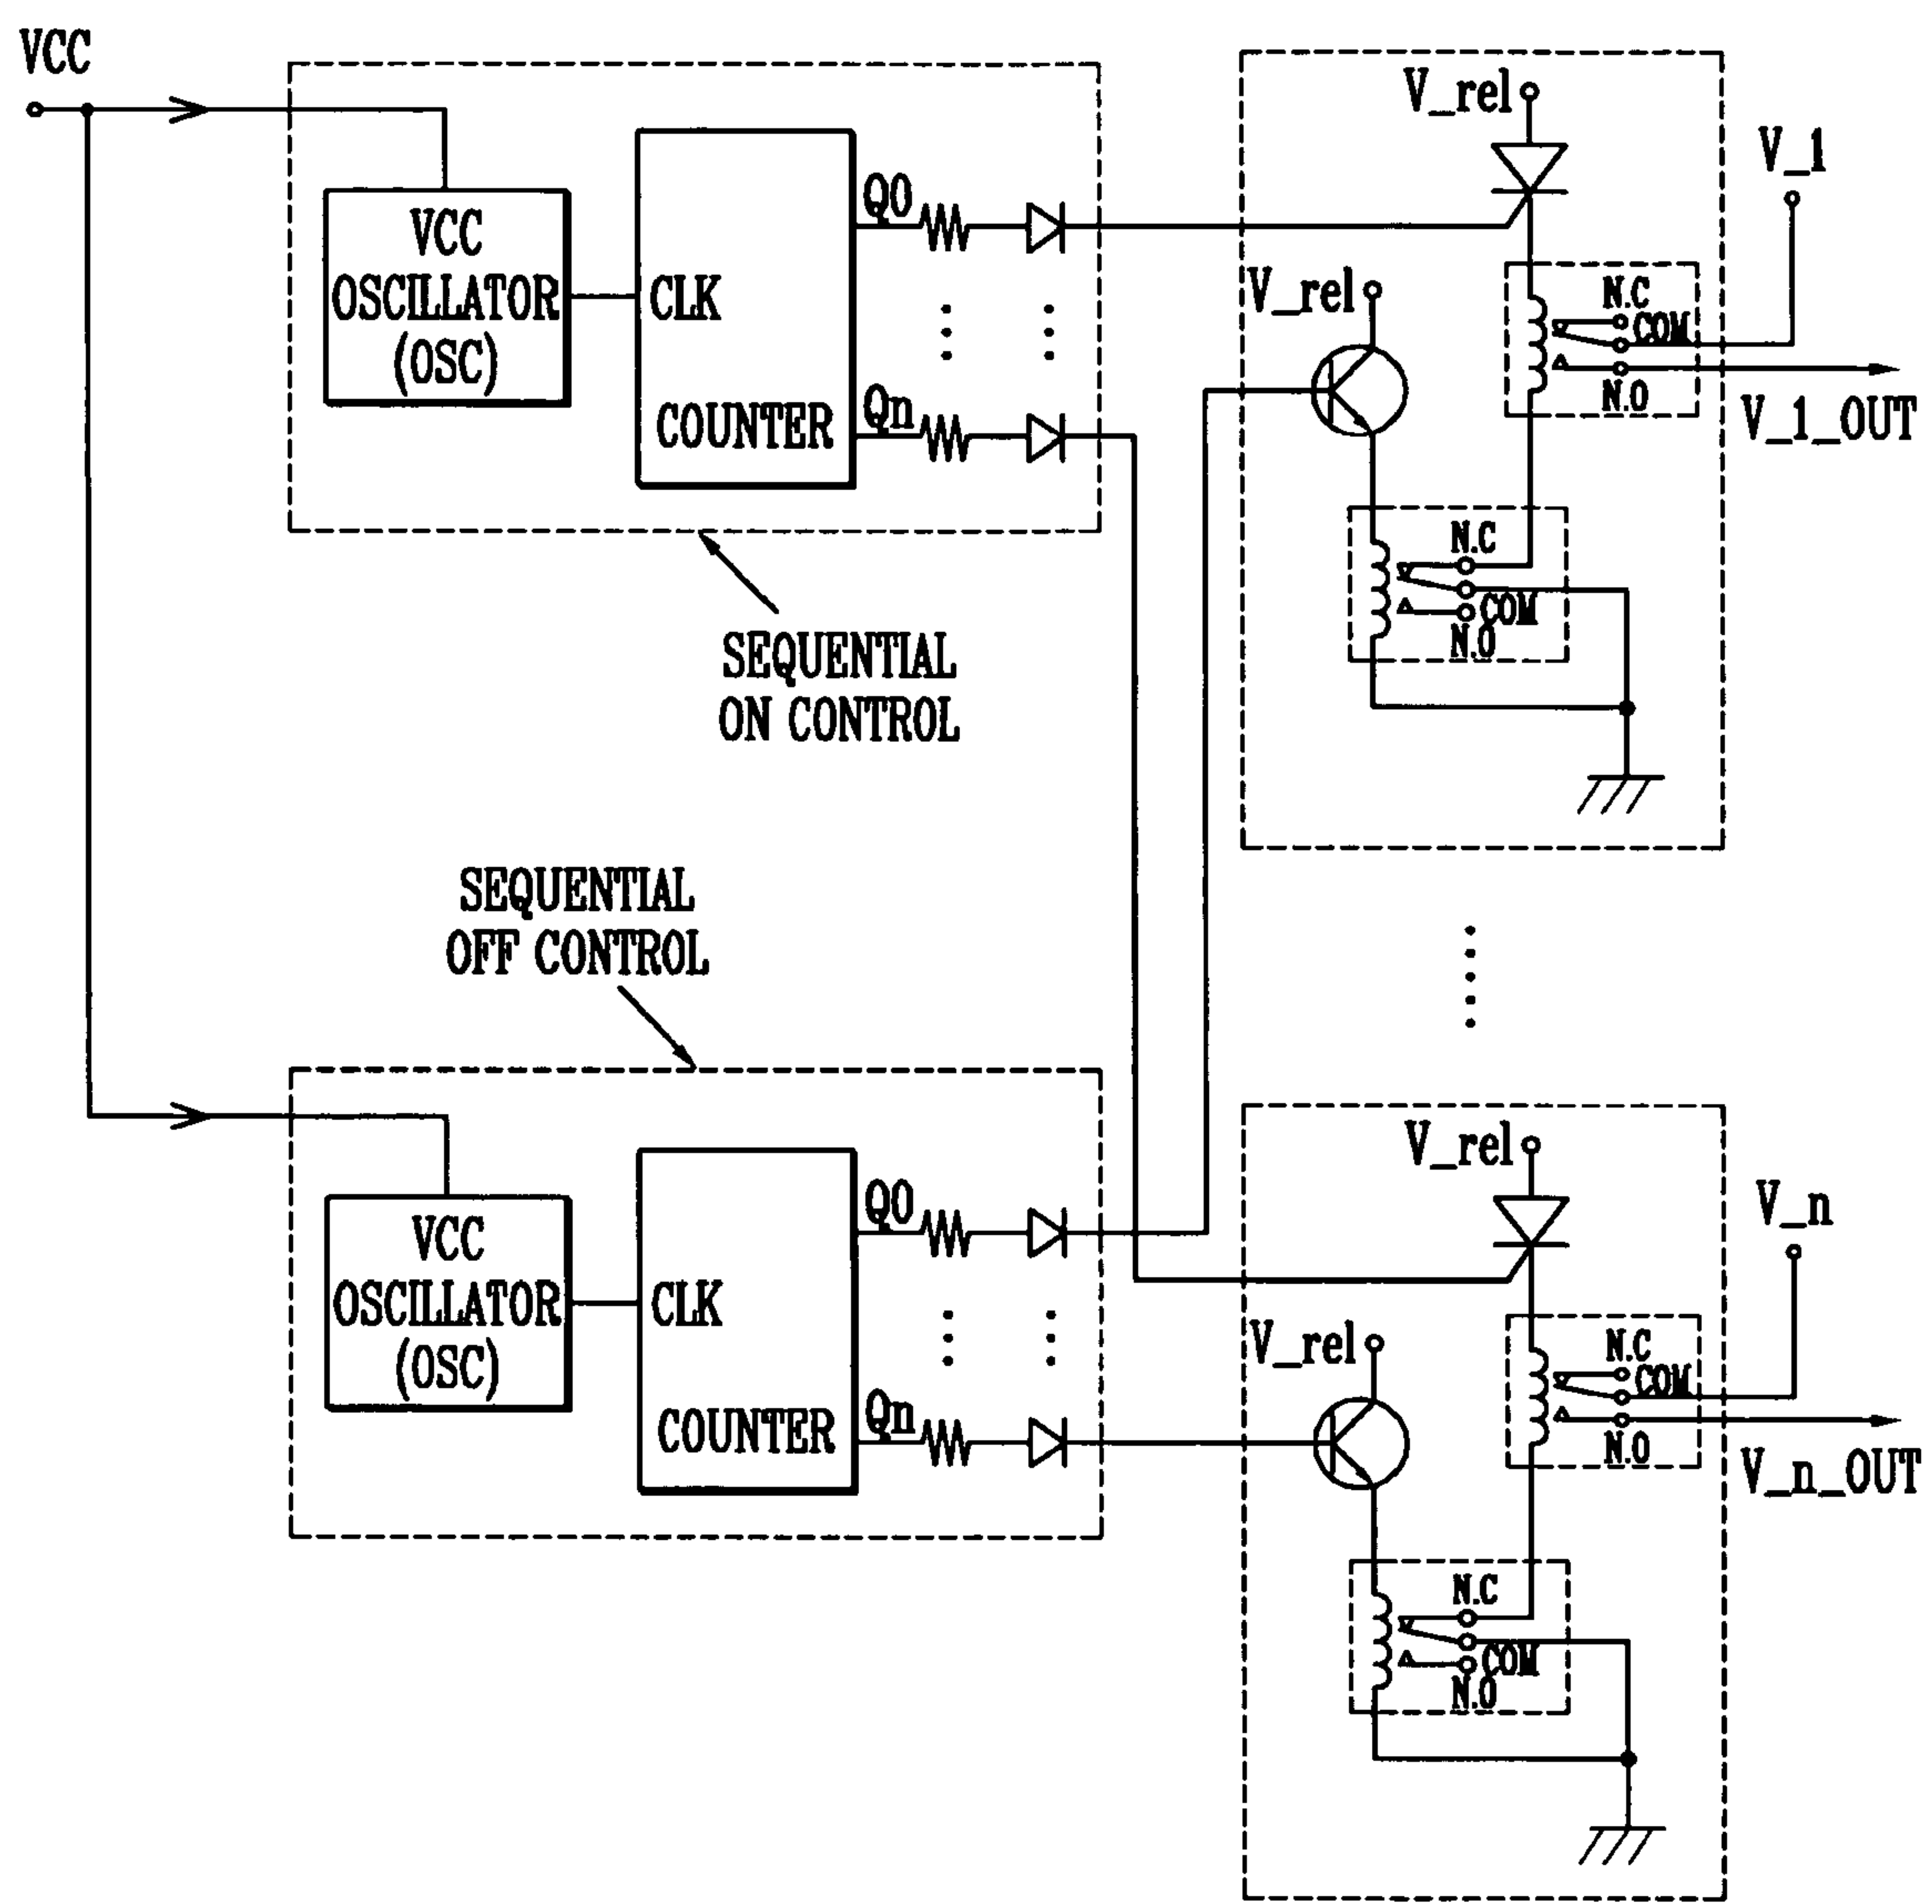 VCC
VCC
OSCILLATOR
(OSC)
CLK
COUNTER
Q0
Qn
SEQUENTIAL
ON CONTROL
V_rel
V_1
V_rel
N.C
COM
N.O
V_1_OUT
N.C
COM
N.O
SEQUENTIAL
OFF CONTROL
VCC
OSCILLATOR
(OSC)
CLK
COUNTER
Q0
Qn
V_rel
V_n
V_rel
N.C
COM
N.O
V_n_OUT
N.C
COM
N.O